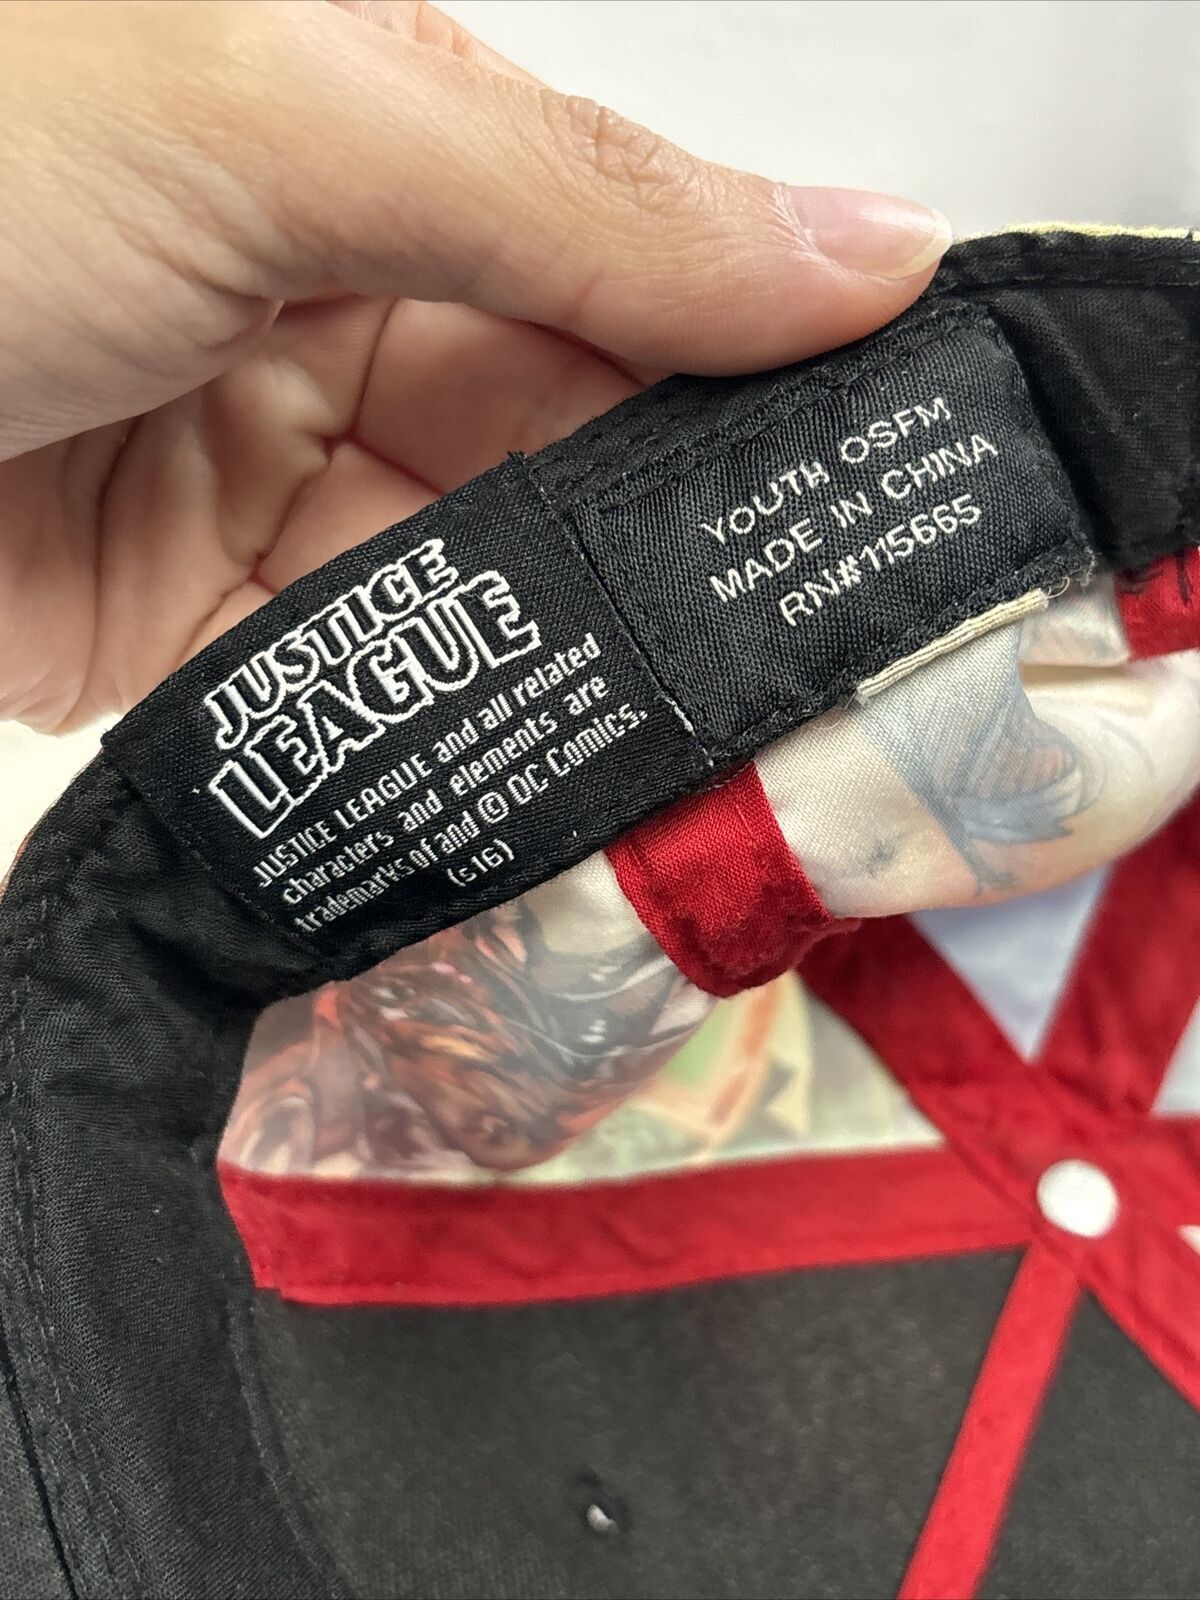 JUSTICE
LEAGUE
JUSTICE LEAGUE and all related
characters and elements are
trademarks of and © DC Comics.
(s16)
YOUTH OSFM
MADE IN CHINA
RN#115665